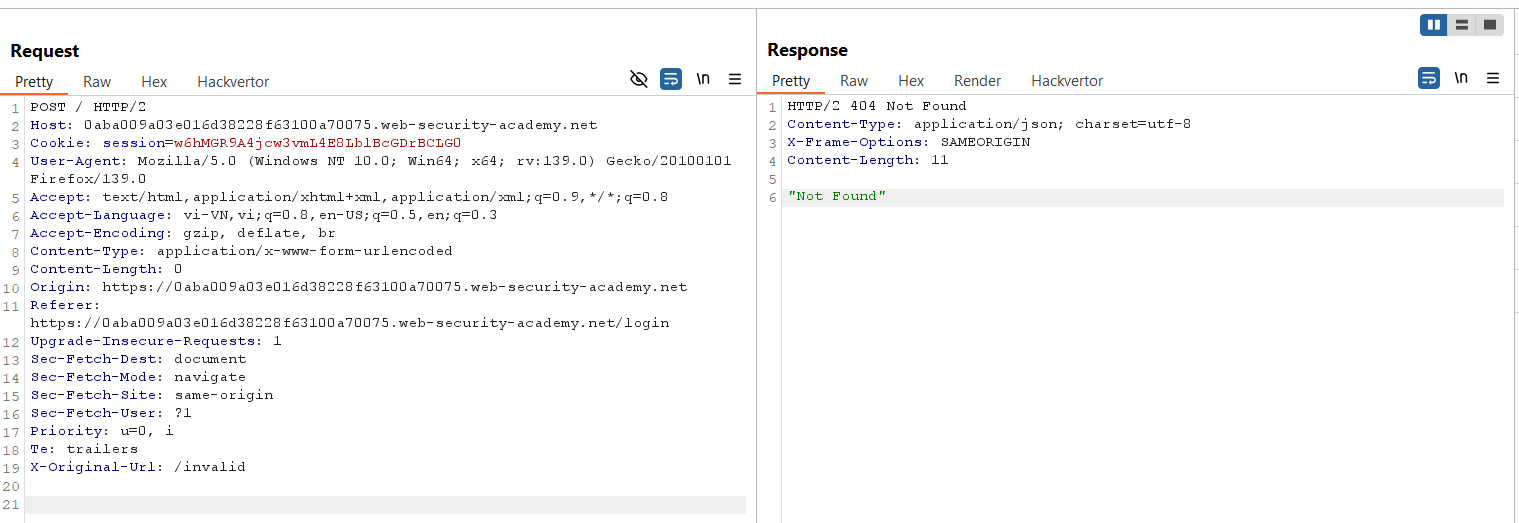 Request
Pretty Raw Hex Hackvertor \n
1 POST / HTTP/2
2 Host: 0aba009a03e016d38228f63100a70075.web-security-academy.net
3 Cookie: session=w6hMGR9A4jcw3vmL4E8LblBcGDrBCLG0
4 User-Agent: Mozilla/5.0 (Windows NT 10.0; Win64; x64; rv:139.0) Gecko/20100101
Firefox/139.0
5 Accept: text/html,application/xhtml+xml,application/xml;q=0.9,*/*;q=0.8
6 Accept-Language: vi-VN,vi;q=0.8,en-US;q=0.5,en;q=0.3
7 Accept-Encoding: gzip, deflate, br
8 Content-Type: application/x-www-form-urlencoded
9 Content-Length: 0
10 Origin: https://0aba009a03e016d38228f63100a70075.web-security-academy.net
11 Referer:
https://0aba009a03e016d38228f63100a70075.web-security-academy.net/login
12 Upgrade-Insecure-Requests: 1
13 Sec-Fetch-Dest: document
14 Sec-Fetch-Mode: navigate
15 Sec-Fetch-Site: same-origin
16 Sec-Fetch-User: ?1
17 Priority: u=0, i
18 Te: trailers
19 X-Original-Url: /invalid
20
21
Response
Pretty Raw Hex Render Hackvertor \n
1 HTTP/2 404 Not Found
2 Content-Type: application/json; charset=utf-8
3 X-Frame-Options: SAMEORIGIN
4 Content-Length: 11
5
6 "Not Found"